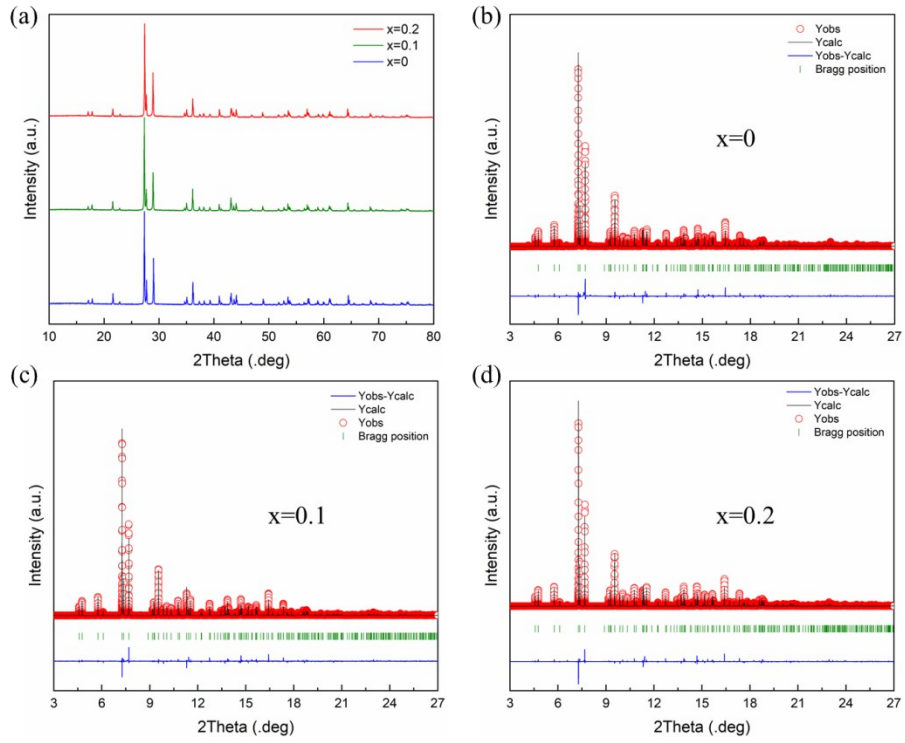 (a)
x=0.2
x=0.1
x=0
Intensity (a.u.)
10 20 30 40 50 60 70 80
2Theta (.deg)
(b)
Yobs
Ycalc
Yobs-Ycalc
Bragg position
x=0
Intensity (a.u.)
3 6 9 12 15 18 21 24 27
2Theta (.deg)
(c)
Yobs-Ycalc
Ycalc
Yobs
Bragg position
x=0.1
Intensity (a.u.)
3 6 9 12 15 18 21 24 27
2Theta (.deg)
(d)
Yobs-Ycalc
Ycalc
Yobs
Bragg position
x=0.2
Intensity (a.u.)
3 6 9 12 15 18 21 24 27
2Theta (.deg)